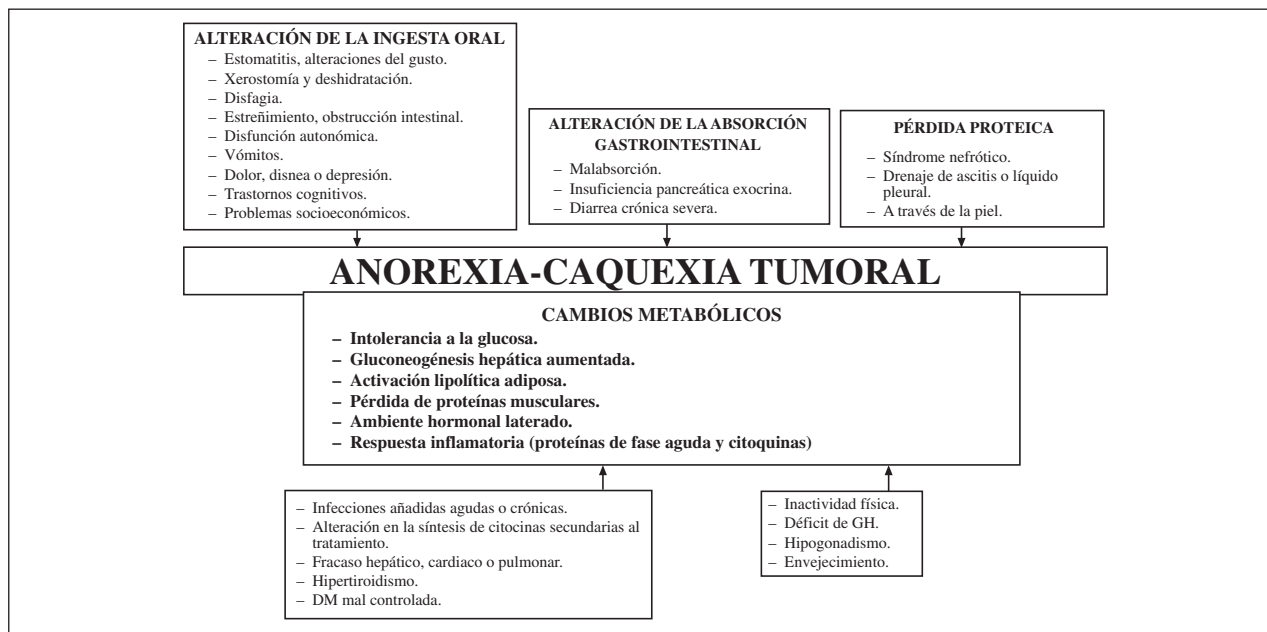 ALTERACIÓN DE LA INGESTA ORAL
– Estomatitis, alteraciones del gusto.
– Xerostomía y deshidratación.
– Disfagia.
– Estreñimiento, obstrucción intestinal.
– Disfunción autonómica.
– Vómitos.
– Dolor, disnea o depresión.
– Trastornos cognitivos.
– Problemas socioeconómicos.
ALTERACIÓN DE LA ABSORCIÓN
GASTROINTESTINAL
– Malabsorción.
– Insuficiencia pancreática exocrina.
– Diarrea crónica severa.
PÉRDIDA PROTEICA
– Síndrome nefrótico.
– Drenaje de ascitis o líquido
pleural.
– A través de la piel.
ANOREXIA-CAQUEXIA TUMORAL
CAMBIOS METABÓLICOS
– Intolerancia a la glucosa.
– Gluconeogénesis hepática aumentada.
– Activación lipolítica adiposa.
– Pérdida de proteínas musculares.
– Ambiente hormonal laterado.
– Respuesta inflamatoria (proteínas de fase aguda y citoquinas)
– Infecciones añadidas agudas o crónicas.
– Alteración en la síntesis de citocinas secundarias al
tratamiento.
– Fracaso hepático, cardiaco o pulmonar.
– Hipertiroidismo.
– DM mal controlada.
– Inactividad física.
– Déficit de GH.
– Hipogonadismo.
– Envejecimiento.